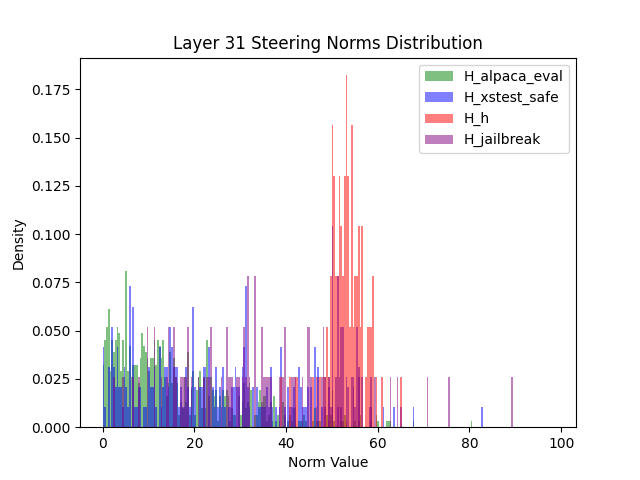 Layer 31 Steering Norms Distribution
H_alpaca_eval
H_xstest_safe
H_h
H_jailbreak
0.175
0.150
0.125
0.100
0.075
0.050
0.025
0.000
Density
0 20 40 60 80 100
Norm Value